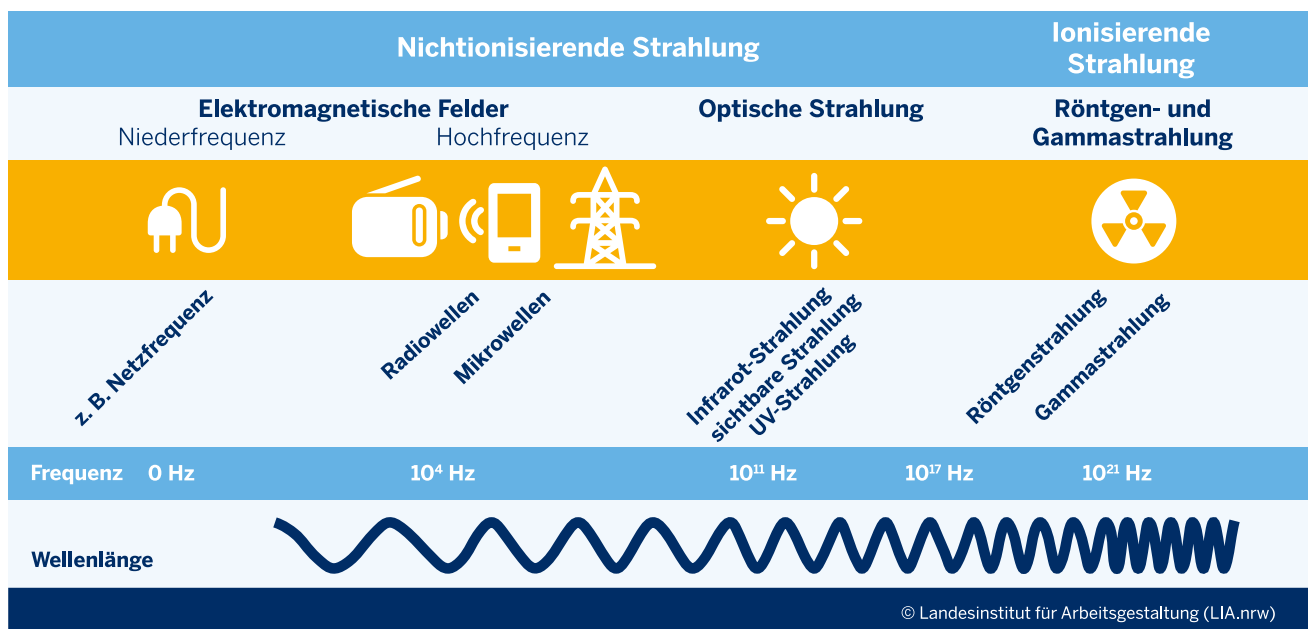 Nichtionisierende Strahlung
Ionisierende
Strahlung
Elektromagnetische Felder
Niederfrequenz
Hochfrequenz
Optische Strahlung
Röntgen- und
Gammastrahlung
z. B. Netzfrequenz
Radiowellen
Mikrowellen
Infrarot-Strahlung
sichtbare Strahlung
UV-Strahlung
Röntgenstrahlung
Gammastrahlung
Frequenz 0 Hz 10⁴ Hz 10¹¹ Hz 10¹⁷ Hz 10²¹ Hz
Wellenlänge
© Landesinstitut für Arbeitsgestaltung (LIA.nrw)